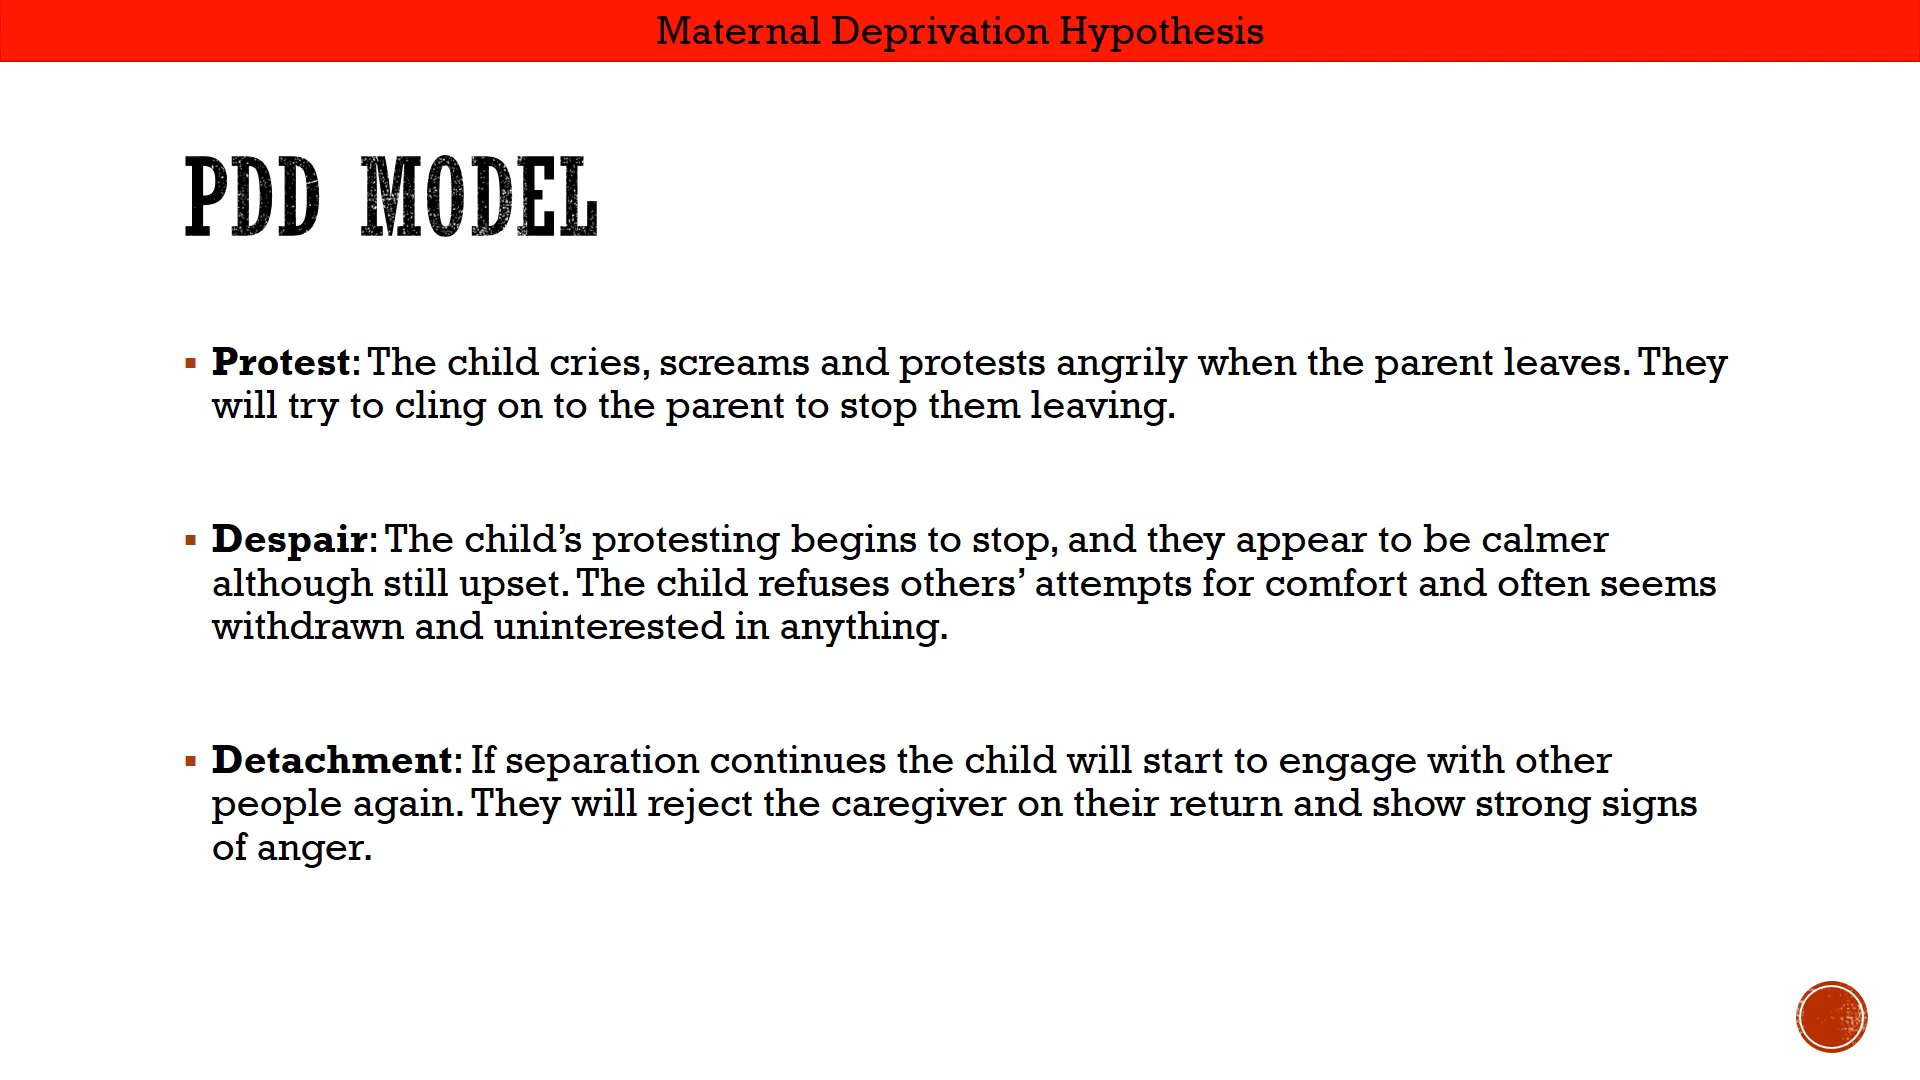 Maternal Deprivation Hypothesis
PDD MODEL
▪ Protest: The child cries, screams and protests angrily when the parent leaves. They
will try to cling on to the parent to stop them leaving.
▪ Despair: The child’s protesting begins to stop, and they appear to be calmer
although still upset. The child refuses others’ attempts for comfort and often seems
withdrawn and uninterested in anything.
▪ Detachment: If separation continues the child will start to engage with other
people again. They will reject the caregiver on their return and show strong signs
of anger.